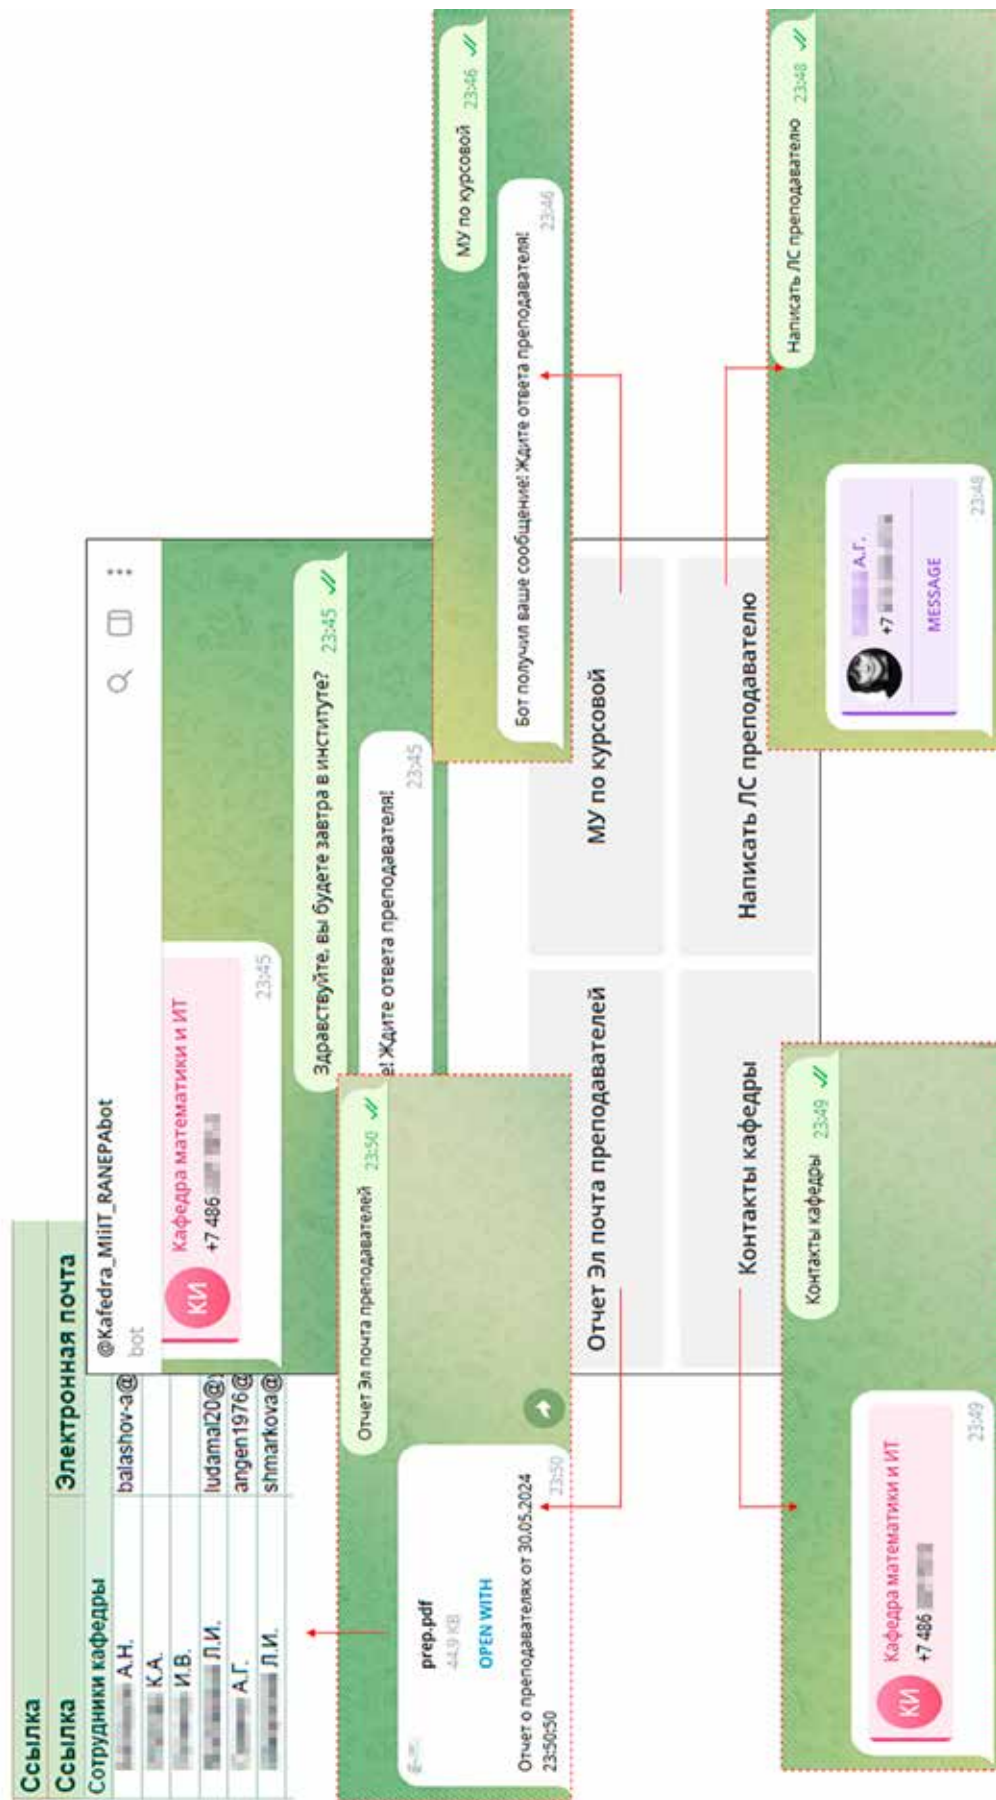 Ссылка
Ссылка Электронная почта
Сотрудники кафедры
А.Н. balashov-a@
К.А.
И.В.
Л.И. ludamal20@
А.Г. angen1976@
Л.И. shmarkova@
@Kafedra_MIiIT_RANEPAbot
bot
КИ
Кафедра математики и ИТ
+7 486
23:45
Здравствуйте, вы будете завтра в институте? 23:45
е! Ждите ответа преподавателя!
23:45
Отчет Эл почта преподавателей 23:50
prep.pdf
44.9 KB
OPEN WITH
Отчет о преподавателях от 30.05.2024
23:50:50
23:50
МУ по курсовой 23:46
Бот получил ваше сообщение! Ждите ответа преподавателя!
23:46
Отчет Эл почта преподавателей
МУ по курсовой
Контакты кафедры
Написать ЛС преподавателю
Контакты кафедры 23:49
КИ
Кафедра математики и ИТ
+7 486
23:49
Написать ЛС преподавателю 23:48
А.Г.
+7
MESSAGE
23:48